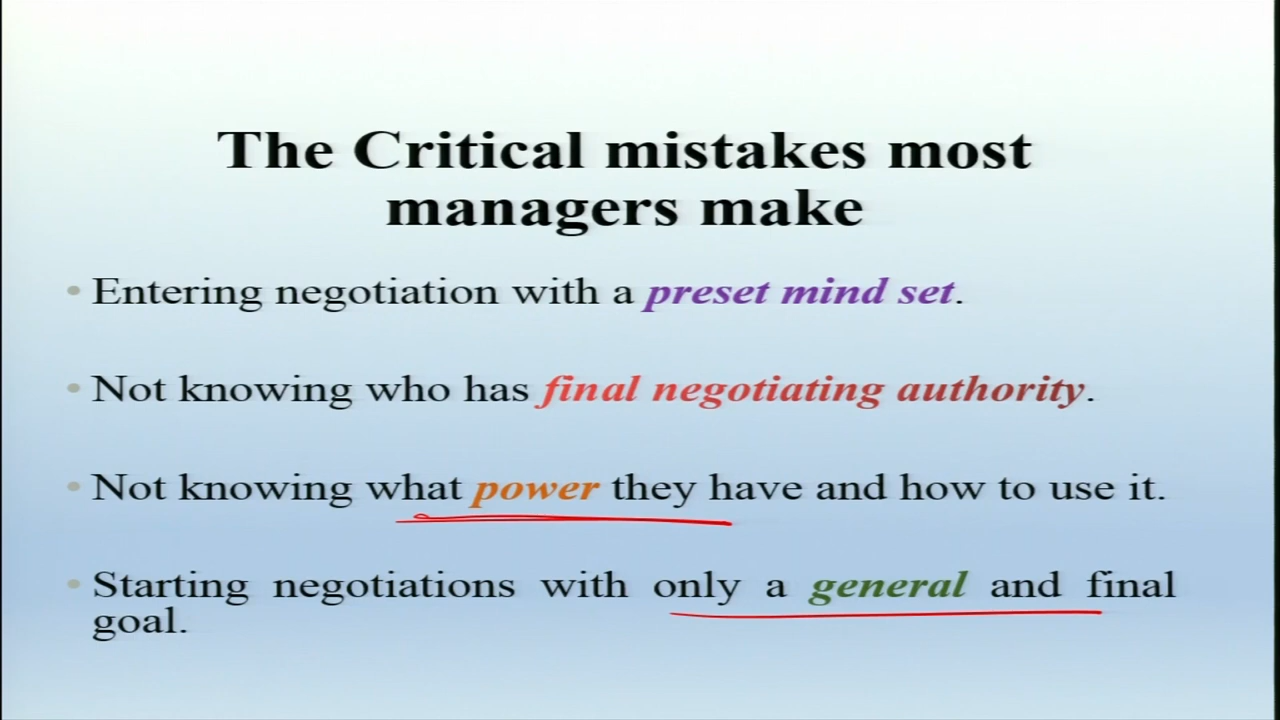 The Critical mistakes most
managers make
• Entering negotiation with a preset mind set.
• Not knowing who has final negotiating authority.
• Not knowing what power they have and how to use it.
• Starting negotiations with only a general and final
goal.